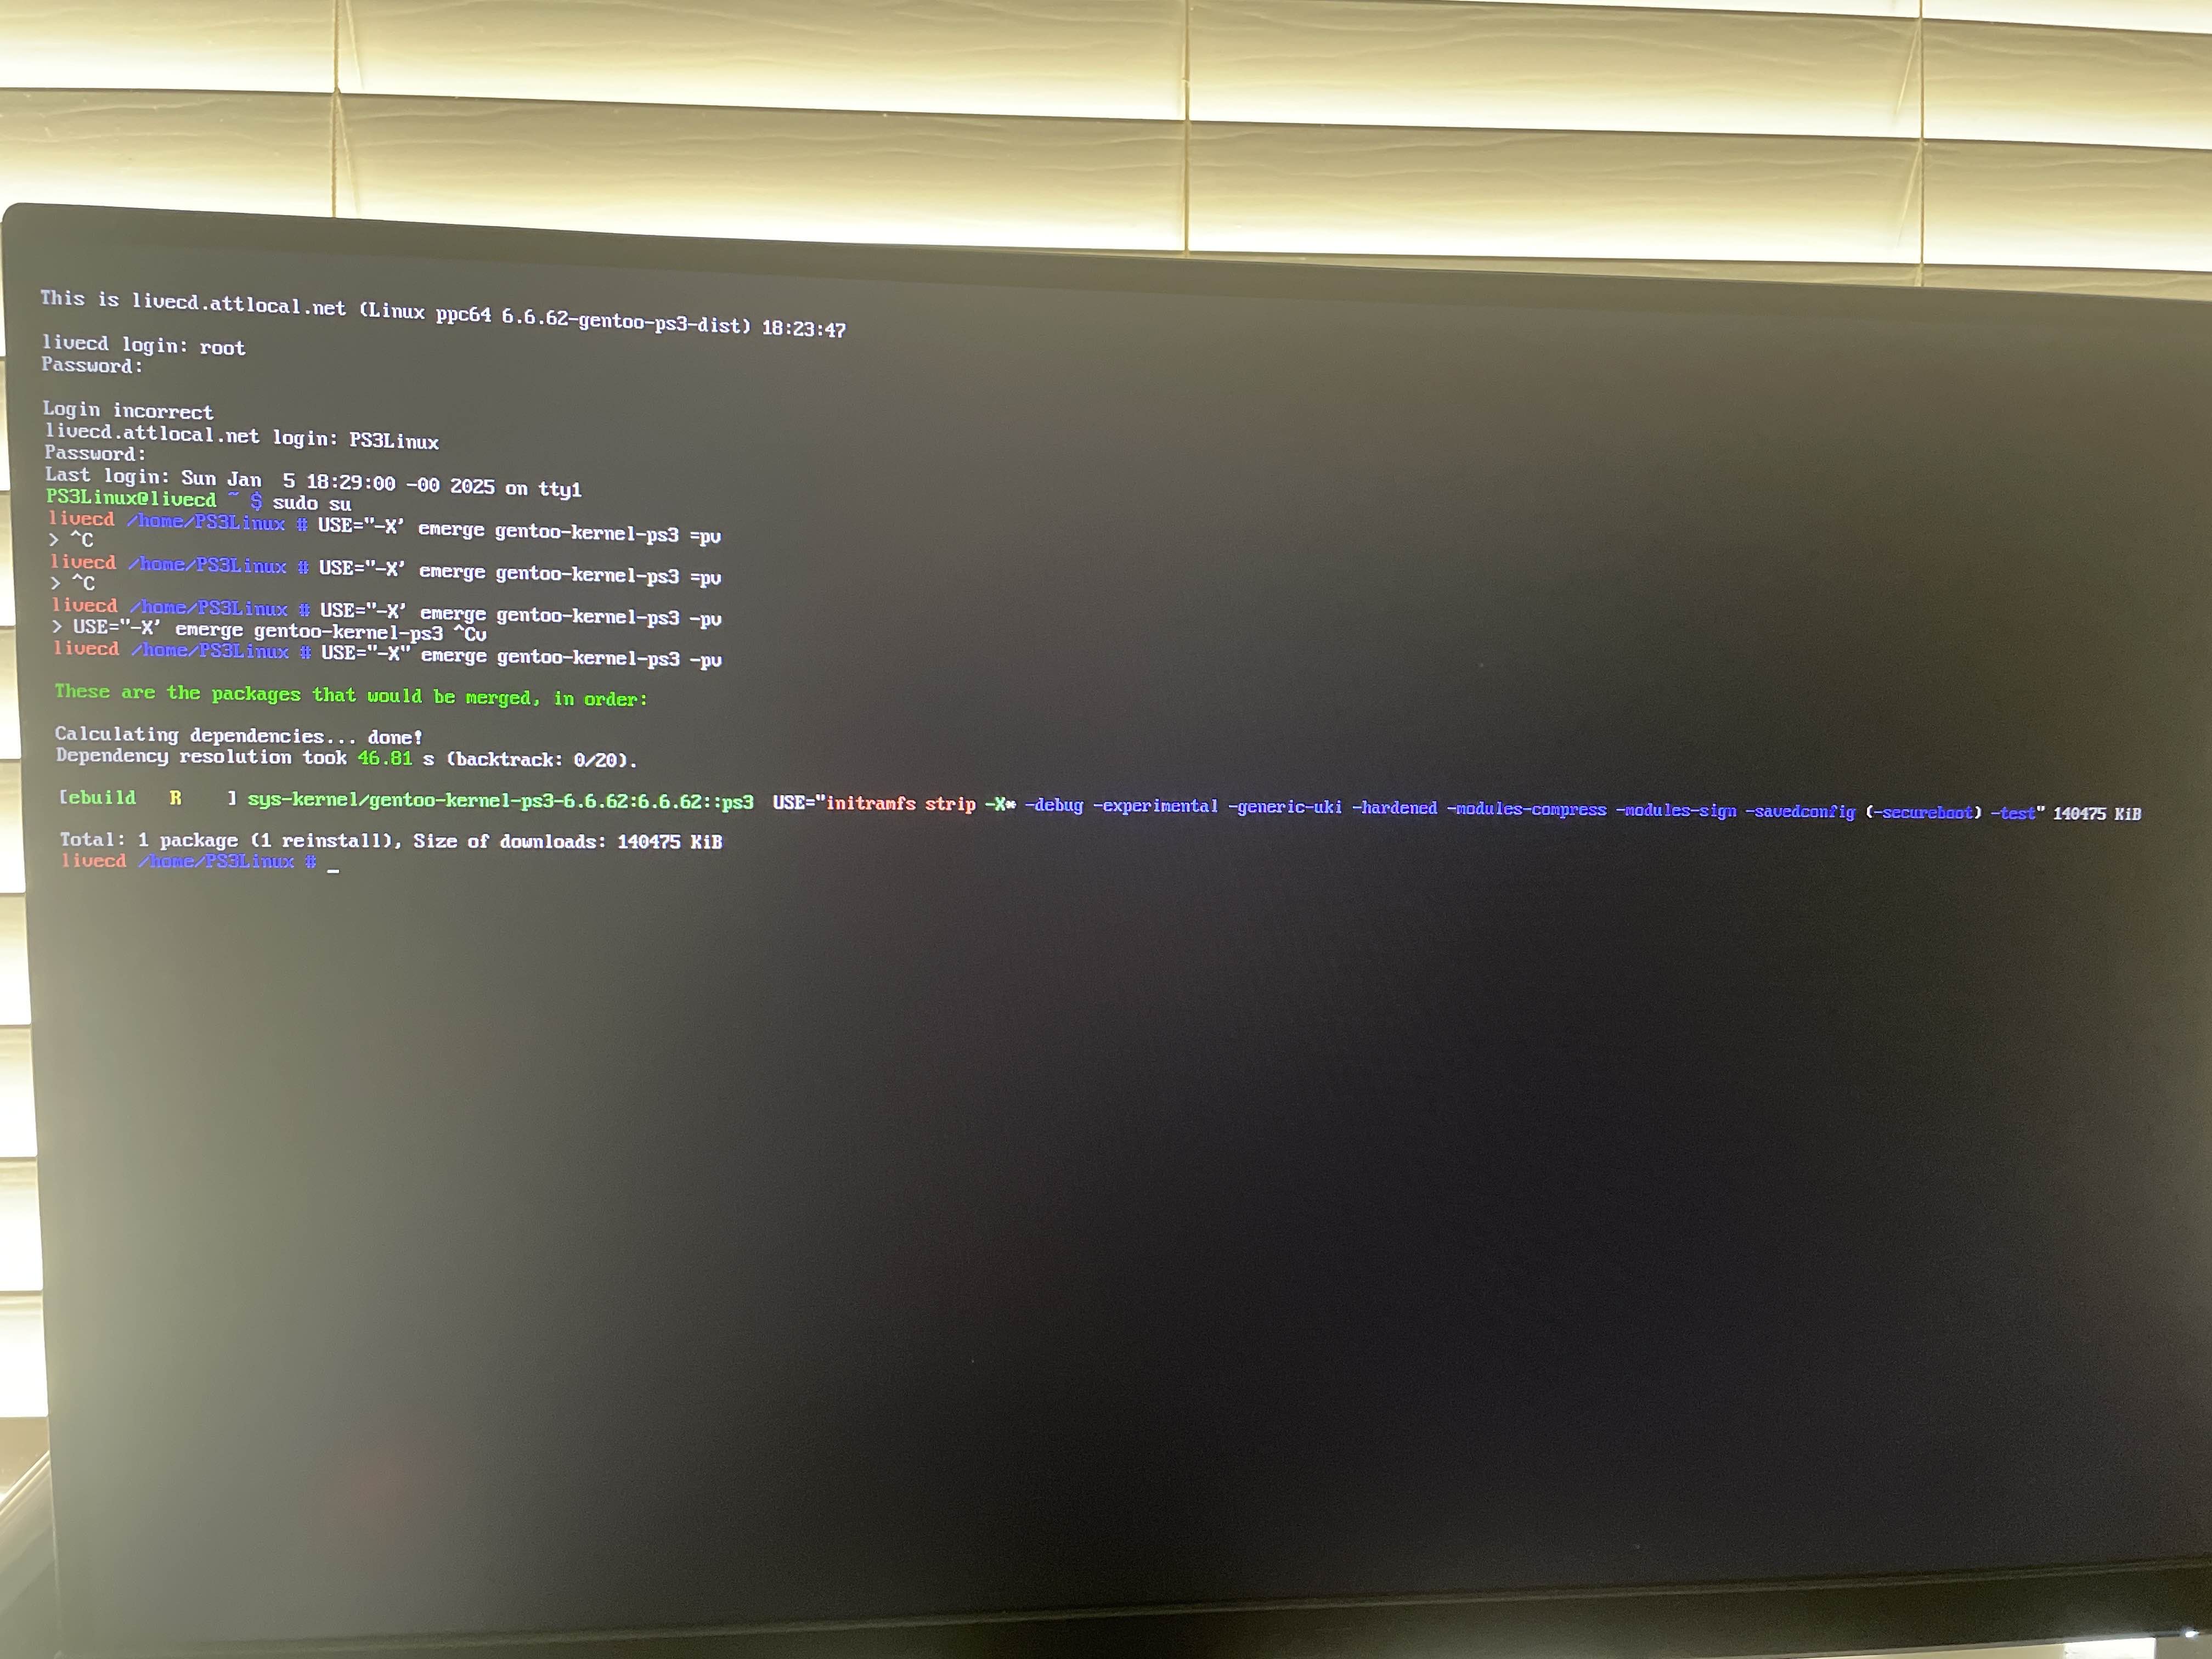 This is livecd.attlocal.net (Linux ppc64 6.6.62-gentoo-ps3-dist) 18:23:47
livecd login: root
Password:
Login incorrect
livecd.attlocal.net login: PS3Linux
Password:
Last login: Sun Jan  5 18:29:00 -00 2025 on tty1
PS3Linux@livecd ~ $ sudo su
livecd /home/PS3Linux # USE="-X' emerge gentoo-kernel-ps3 =pv
> ^C
livecd /home/PS3Linux # USE="-X' emerge gentoo-kernel-ps3 =pv
> ^C
livecd /home/PS3Linux # USE="-X' emerge gentoo-kernel-ps3 -pv
> USE="-X' emerge gentoo-kernel-ps3 ^Cv
livecd /home/PS3Linux # USE="-X" emerge gentoo-kernel-ps3 -pv
These are the packages that would be merged, in order:
Calculating dependencies... done!
Dependency resolution took 46.81 s (backtrack: 0/20).
[ebuild   R    ] sys-kernel/gentoo-kernel-ps3-6.6.62:6.6.62::ps3  USE="initramfs strip -X* -debug -experimental -generic-uki -hardened -modules-compress -modules-sign -savedconfig (-secureboot) -test" 140475 KiB
Total: 1 package (1 reinstall), Size of downloads: 140475 KiB
livecd /home/PS3Linux # _